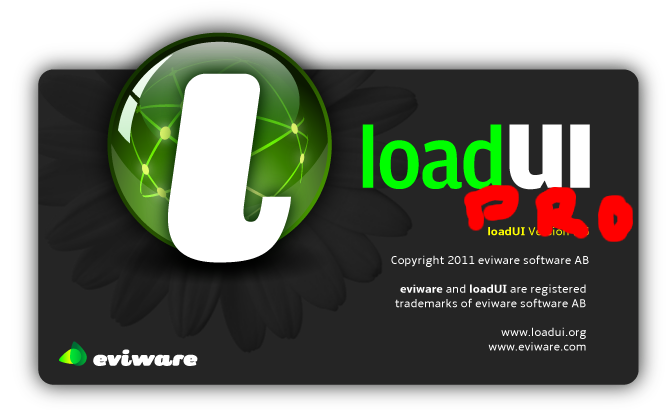 loadUI
PRO
loadUI
Copyright 2011 eviware software AB
eviware and loadUI are registered
trademarks of eviware software AB
www.loadui.org
www.eviware.com
eviware